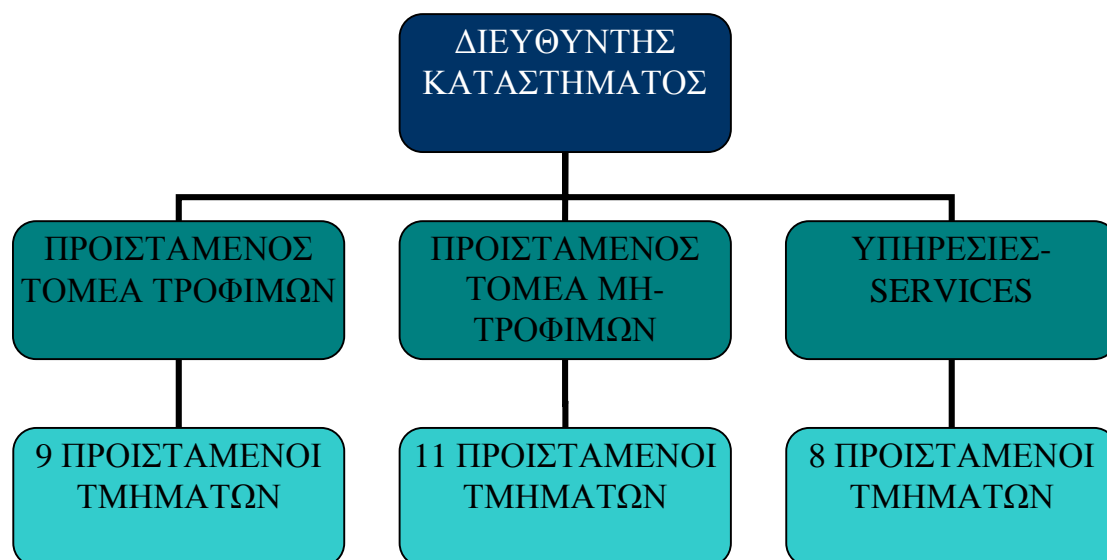 ΔΙΕΥΘΥΝΤΗΣ
ΚΑΤΑΣΤΗΜΑΤΟΣ
ΠΡΟΙΣΤΑΜΕΝΟΣ
ΤΟΜΕΑ ΤΡΟΦΙΜΩΝ
ΠΡΟΙΣΤΑΜΕΝΟΣ
ΤΟΜΕΑ ΜΗ-
ΤΡΟΦΙΜΩΝ
ΥΠΗΡΕΣΙΕΣ-
SERVICES
9 ΠΡΟΙΣΤΑΜΕΝΟΙ
ΤΜΗΜΑΤΩΝ
11 ΠΡΟΙΣΤΑΜΕΝΟΙ
ΤΜΗΜΑΤΩΝ
8 ΠΡΟΙΣΤΑΜΕΝΟΙ
ΤΜΗΜΑΤΩΝ